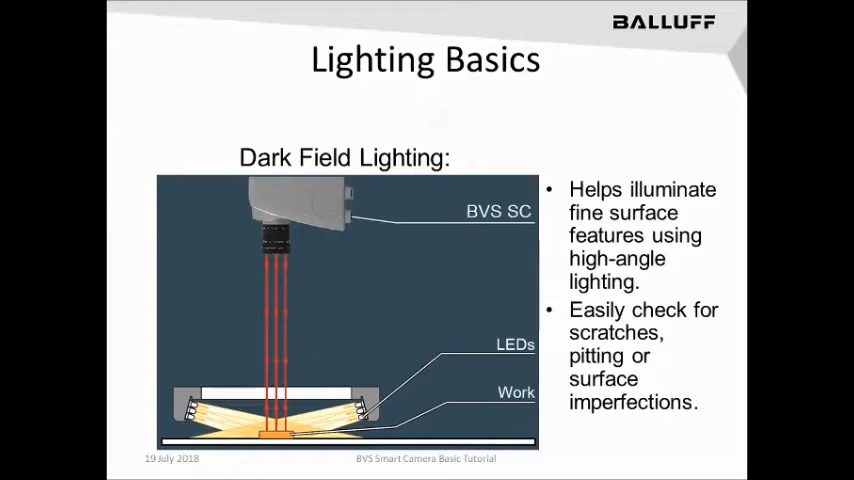 BALLUFF
Lighting Basics
Dark Field Lighting:
BVS SC
LEDs
Work
• Helps illuminate
fine surface
features using
high-angle
lighting.
• Easily check for
scratches,
pitting or
surface
imperfections.
19 July 2018
BVS Smart Camera Basic Tutorial